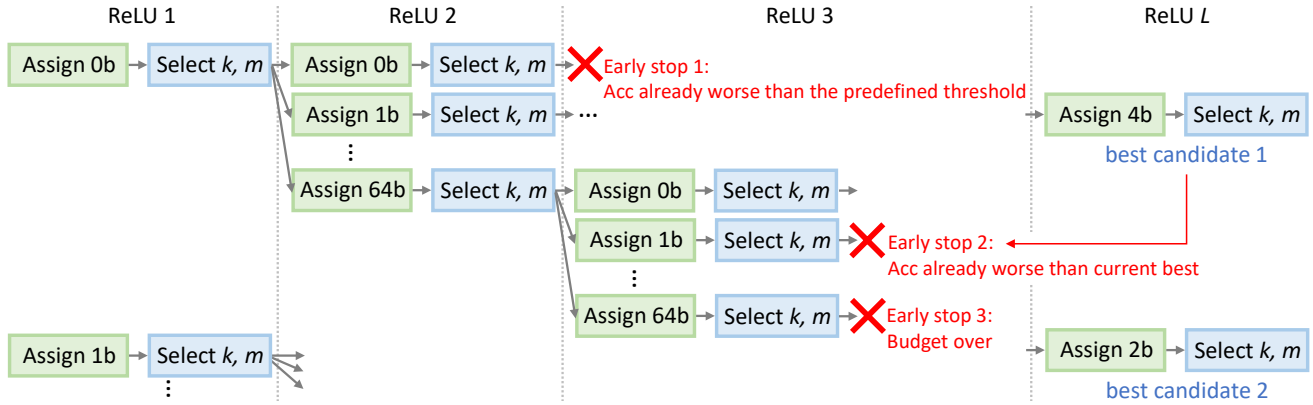 ReLU 1
ReLU 2
ReLU 3
ReLU L
Assign 0b
Select k, m
Assign 0b
Select k, m
Early stop 1:
Acc already worse than the predefined threshold
Assign 1b
Select k, m
...
Assign 4b
Select k, m
best candidate 1
...
Assign 64b
Select k, m
Assign 0b
Select k, m
Assign 1b
Select k, m
Early stop 2:
Acc already worse than current best
...
Assign 64b
Select k, m
Early stop 3:
Budget over
Assign 1b
Select k, m
...
Assign 2b
Select k, m
best candidate 2